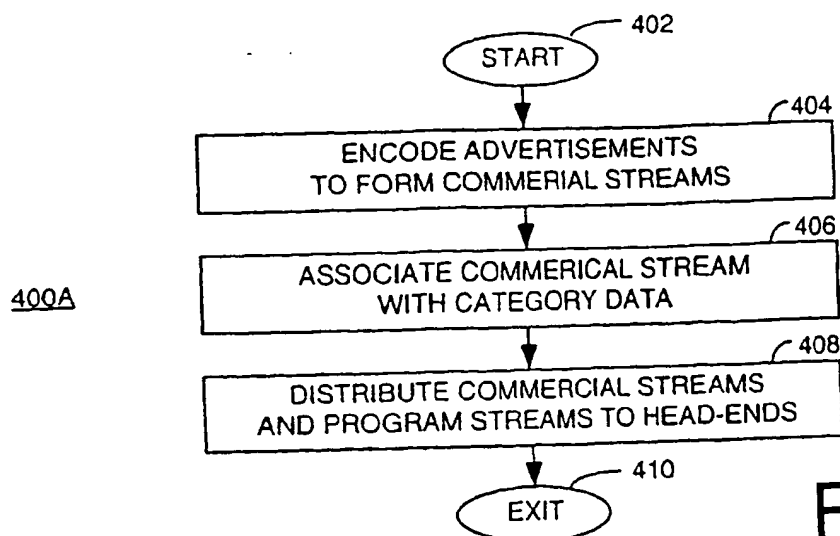 402
START
404
ENCODE ADVERTISEMENTS
TO FORM COMMERIAL STREAMS
406
ASSOCIATE COMMERICAL STREAM
WITH CATEGORY DATA
400A
408
DISTRIBUTE COMMERCIAL STREAMS
AND PROGRAM STREAMS TO HEAD-ENDS
410
EXIT